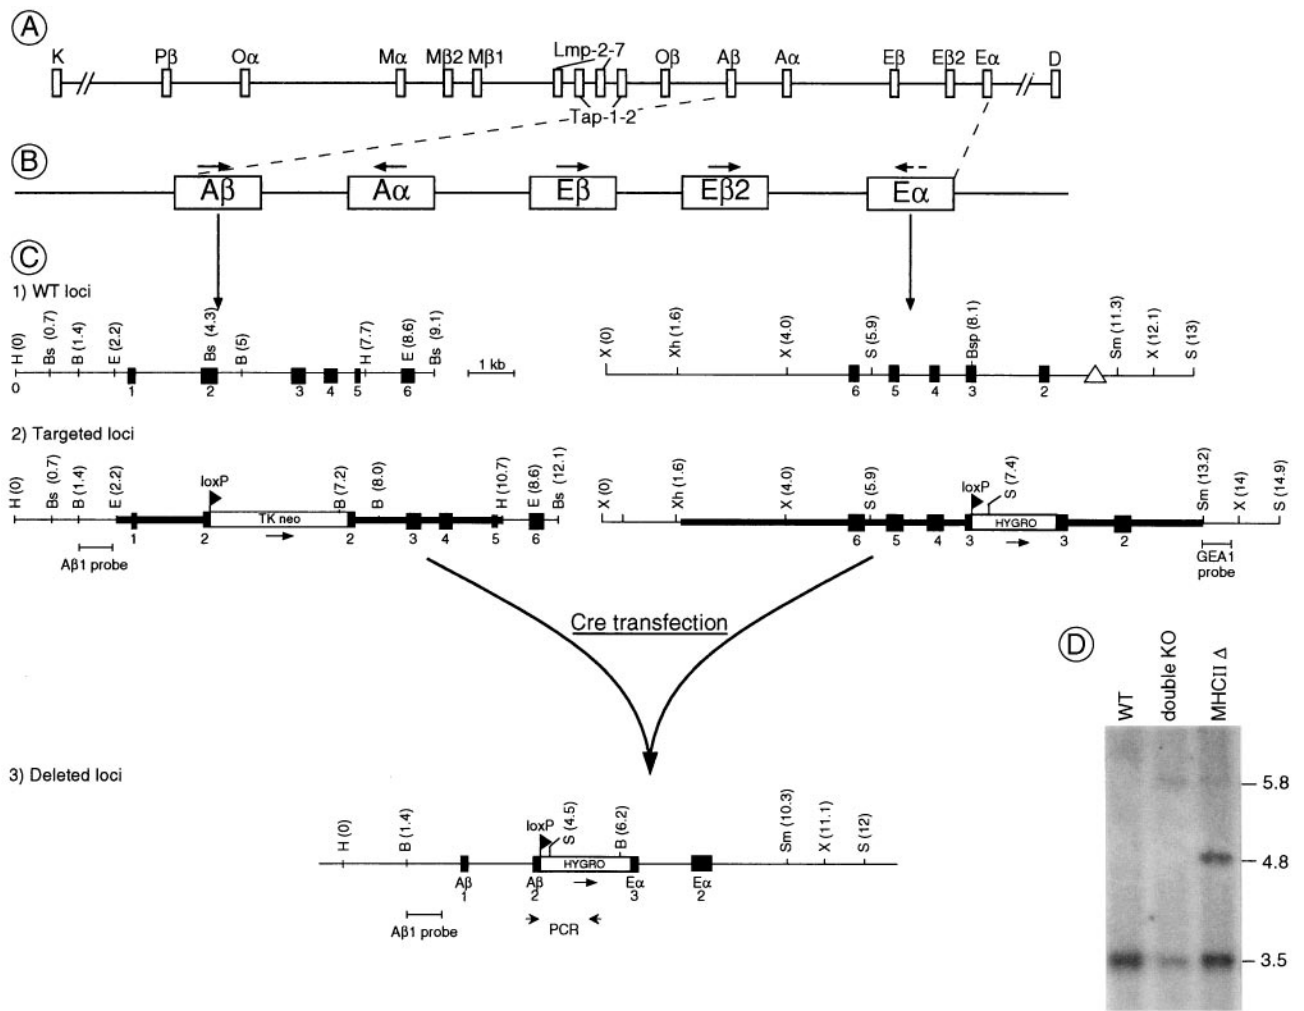 A
K Pβ Oα Mα Mβ2 Mβ1 Lmp-2-7 Oβ Aβ Aα Eβ Eβ2 Eα D
Tap-1-2
B
Aβ Aα Eβ Eβ2 Eα
C
1) WT loci
H (0) Bs (0.7) B (1.4) E (2.2) Bs (4.3) B (5) H (7.7) E (8.6) Bs (9.1)
0 1 2 3 4 5 6
1 kb
X (0) Xh (1.6) X (4.0) S (5.9) Bsp (8.1) Sm (11.3) X (12.1) S (13)
6 5 4 3 2
2) Targeted loci
H (0) Bs (0.7) B (1.4) E (2.2) loxP B (7.2) B (8.0) H (10.7) E (8.6) Bs (12.1)
TK neo
1 2 2 3 4 5 6
Aβ1 probe
X (0) Xh (1.6) X (4.0) S (5.9) loxP S (7.4) Sm (13.2) X (14) S (14.9)
HYGRO
6 5 4 3 3 2
GEA1
probe
Cre transfection
3) Deleted loci
H (0) B (1.4) loxP S (4.5) B (6.2) Sm (10.3) X (11.1) S (12)
HYGRO
Aβ Aβ Eα Eα
1 2 3 2
Aβ1 probe
PCR
D
WT double KO MHCII Δ
5.8
4.8
3.5